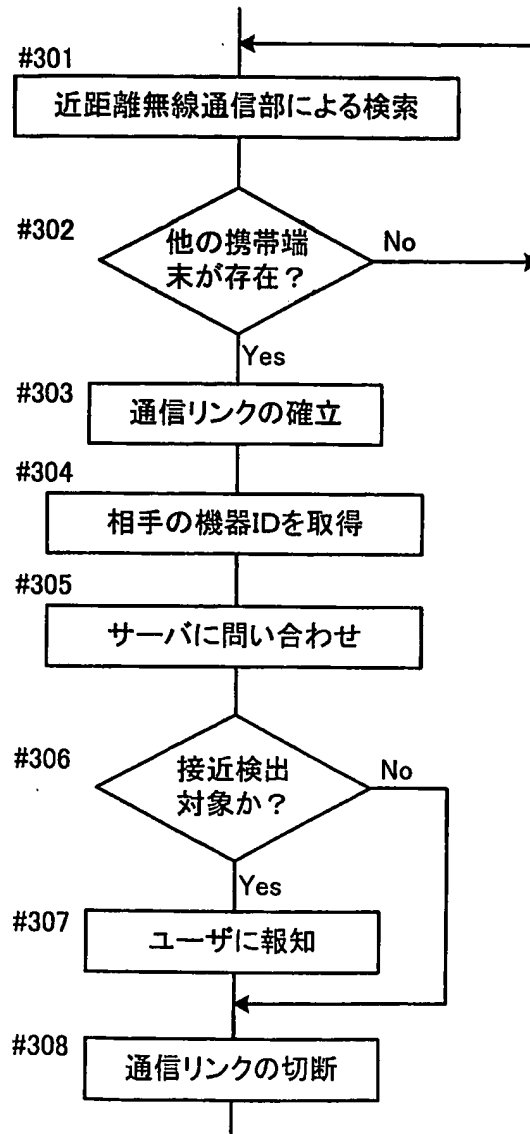 #301
近距離無線通信部による検索
#302
他の携帯端
末が存在？
No
Yes
#303
通信リンクの確立
#304
相手の機器IDを取得
#305
サーバに問い合わせ
#306
接近検出
対象か？
No
Yes
#307
ユーザに報知
#308
通信リンクの切断